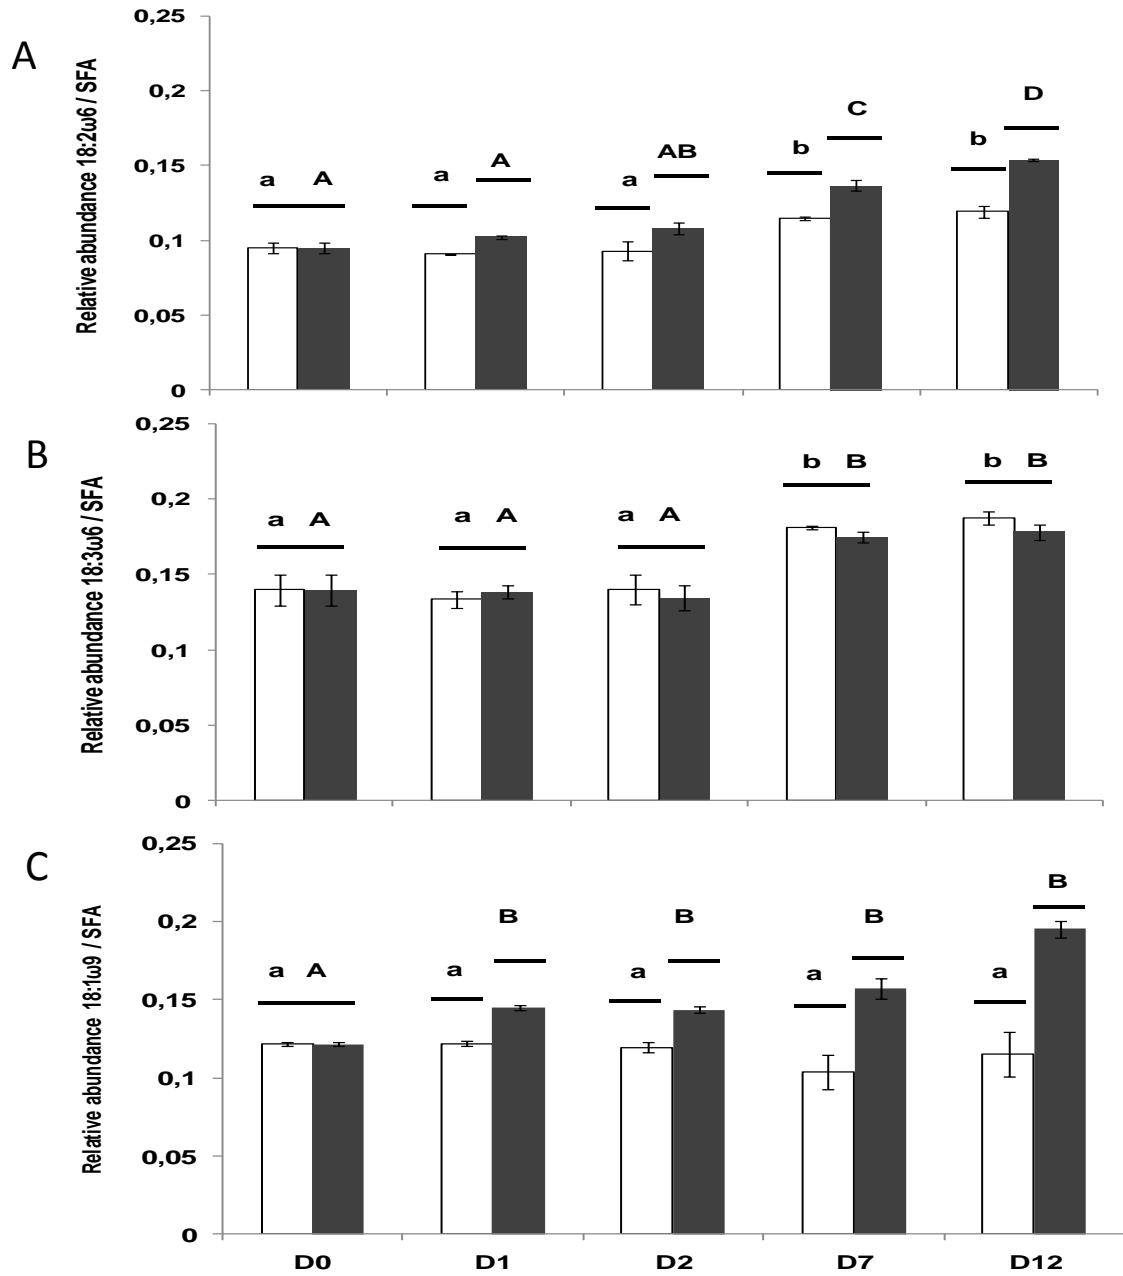 A
Relative abundance 18:2ω6 / SFA
0,25
0,2
0,15
0,1
0,05
0
a A
a A
a AB
b C
b D
B
Relative abundance 18:3ω6 / SFA
0,25
0,2
0,15
0,1
0,05
0
a A
a A
a A
b B
b B
C
Relative abundance 18:1ω9 / SFA
0,25
0,2
0,15
0,1
0,05
0
a A
a B
a B
a B
a B
D0 D1 D2 D7 D12